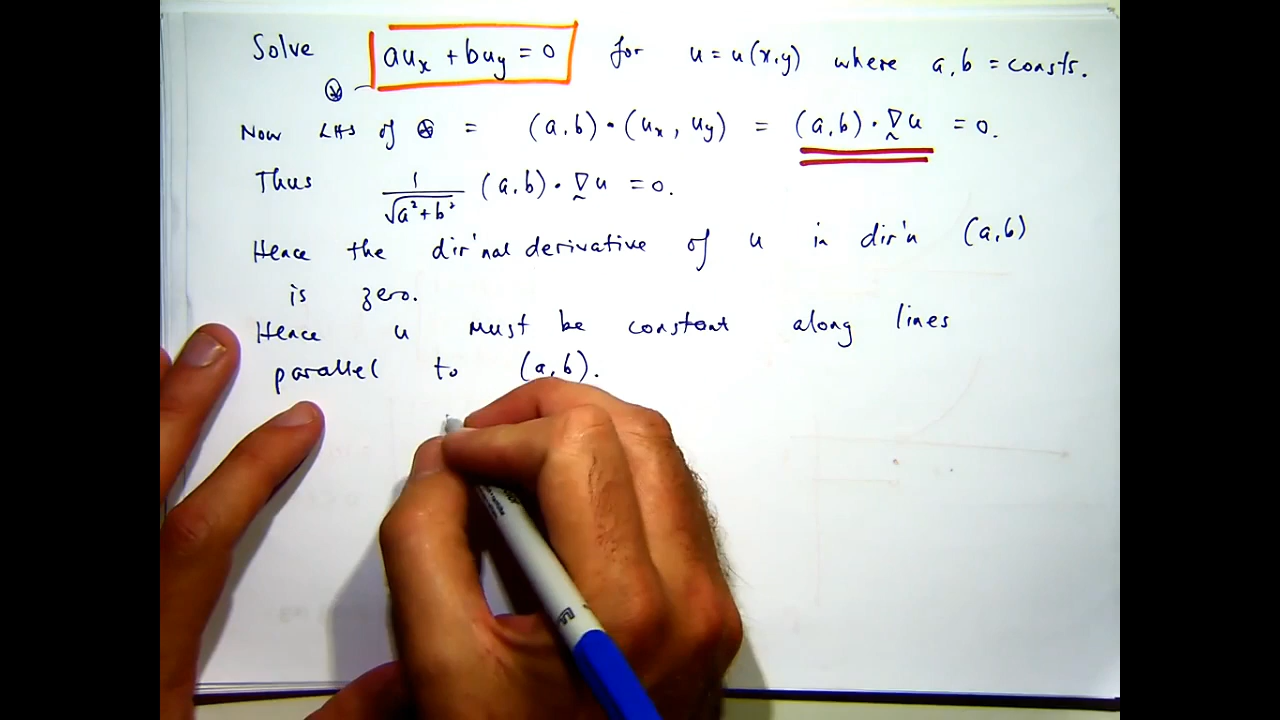 Solve au_x + bu_y = 0 for u = u(x,y) where a,b = consts.
⊛
Now LHS of ⊛ = (a,b)·(u_x, u_y) = (a,b)·∇u = 0.
Thus 1/√(a²+b²) (a,b)·∇u = 0.
Hence the dir'nal derivative of u in dir'n (a,b)
is zero.
Hence u must be constant along lines
parallel to (a,b).